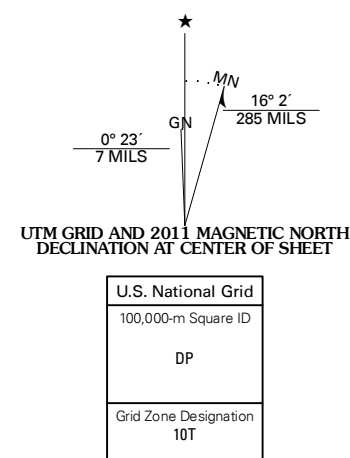 ★
MN
16° 2´
285 MILS
GN
0° 23´
7 MILS
UTM GRID AND 2011 MAGNETIC NORTH
DECLINATION AT CENTER OF SHEET
U.S. National Grid
100,000-m Square ID
DP
Grid Zone Designation
10T